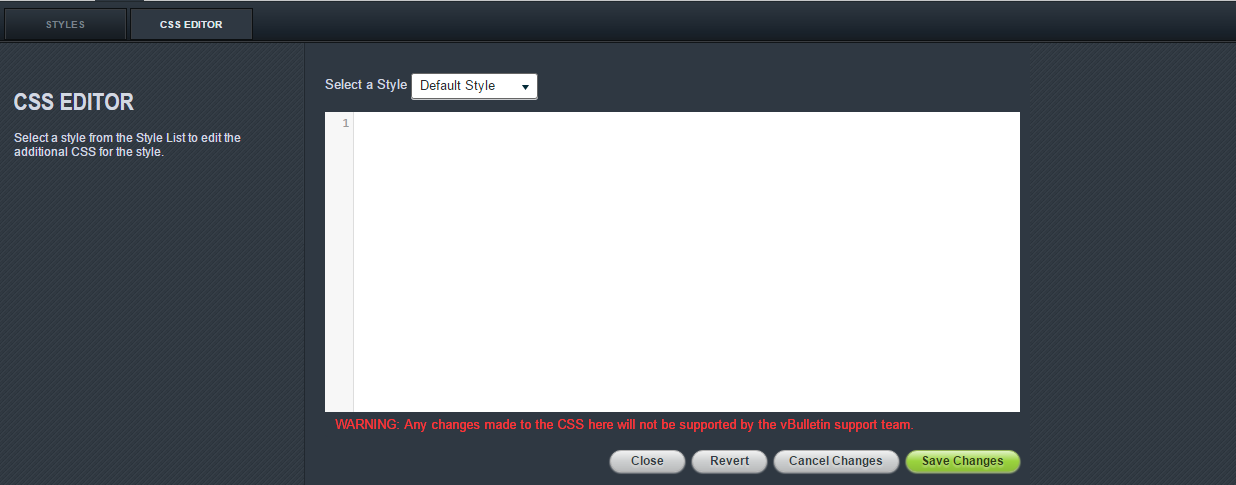 STYLES
CSS EDITOR
CSS EDITOR
Select a style from the Style List to edit the
additional CSS for the style.
Select a Style
Default Style
1
WARNING: Any changes made to the CSS here will not be supported by the vBulletin support team.
Close
Revert
Cancel Changes
Save Changes